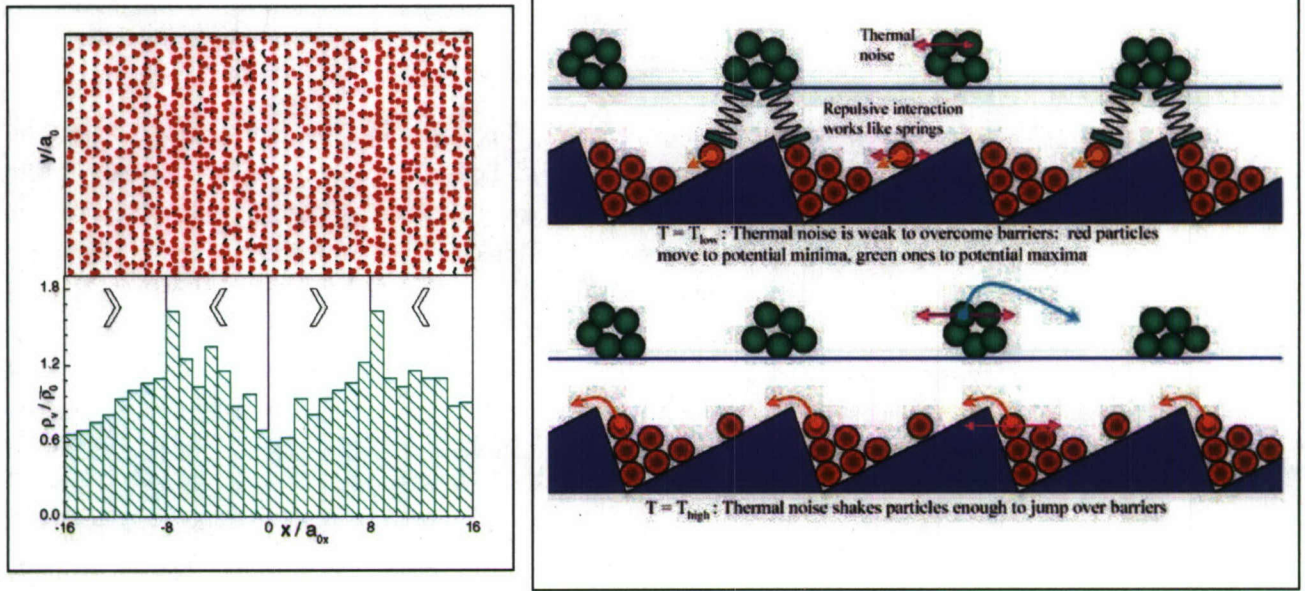 y/a₀
1.8
1.2
0.6
0.0
ρᵥ / ρ̄₀
-16
-8
0
8
16
x / a₀ₓ
Thermal
noise
Repulsive interaction
works like springs
T = T_low : Thermal noise is weak to overcome barriers: red particles
move to potential minima, green ones to potential maxima
T = T_high : Thermal noise shakes particles enough to jump over barriers